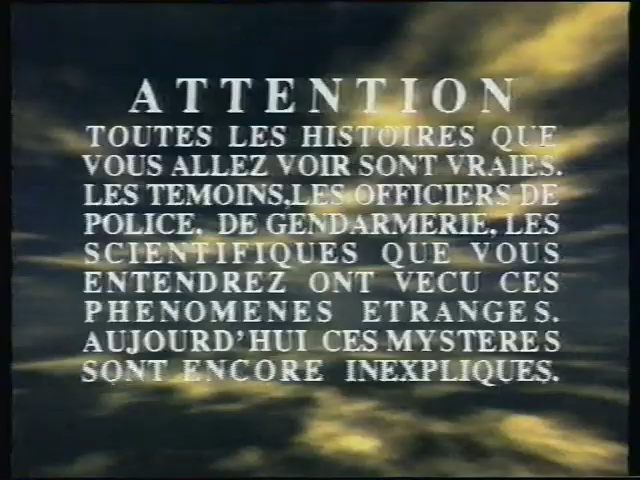 ATTENTION
TOUTES LES HISTOIRES QUE
VOUS ALLEZ VOIR SONT VRAIES.
LES TEMOINS,LES OFFICIERS DE
POLICE, DE GENDARMERIE, LES
SCIENTIFIQUES QUE VOUS
ENTENDREZ ONT VECU CES
PHENOMENES ETRANGES.
AUJOURD'HUI CES MYSTERES
SONT ENCORE INEXPLIQUES.